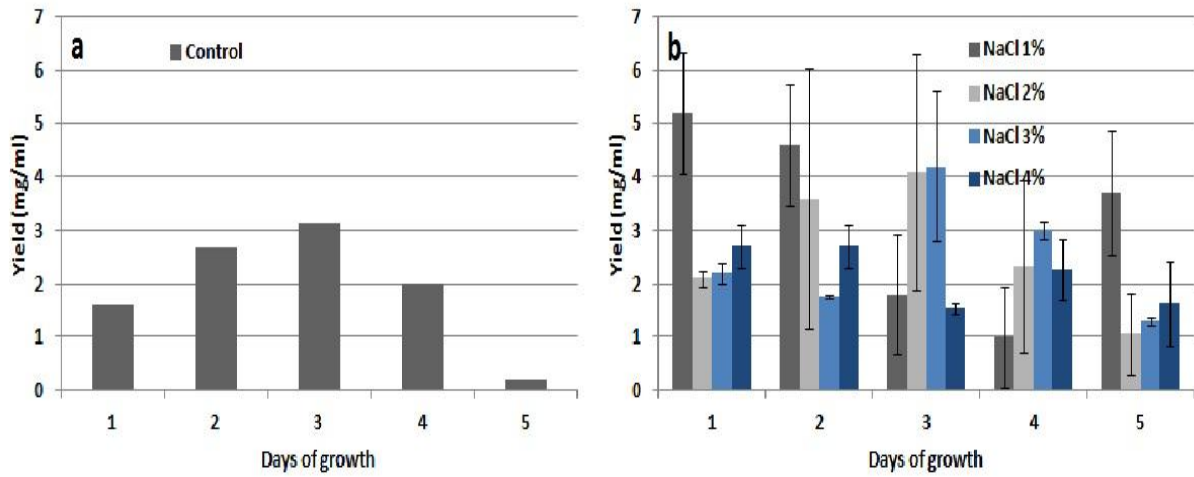 a
Control
Yield (mg/ml)
7
6
5
4
3
2
1
0
1 2 3 4 5
Days of growth
b
NaCl 1%
NaCl 2%
NaCl 3%
NaCl 4%
Yield (mg/ml)
7
6
5
4
3
2
1
0
1 2 3 4 5
Days of growth